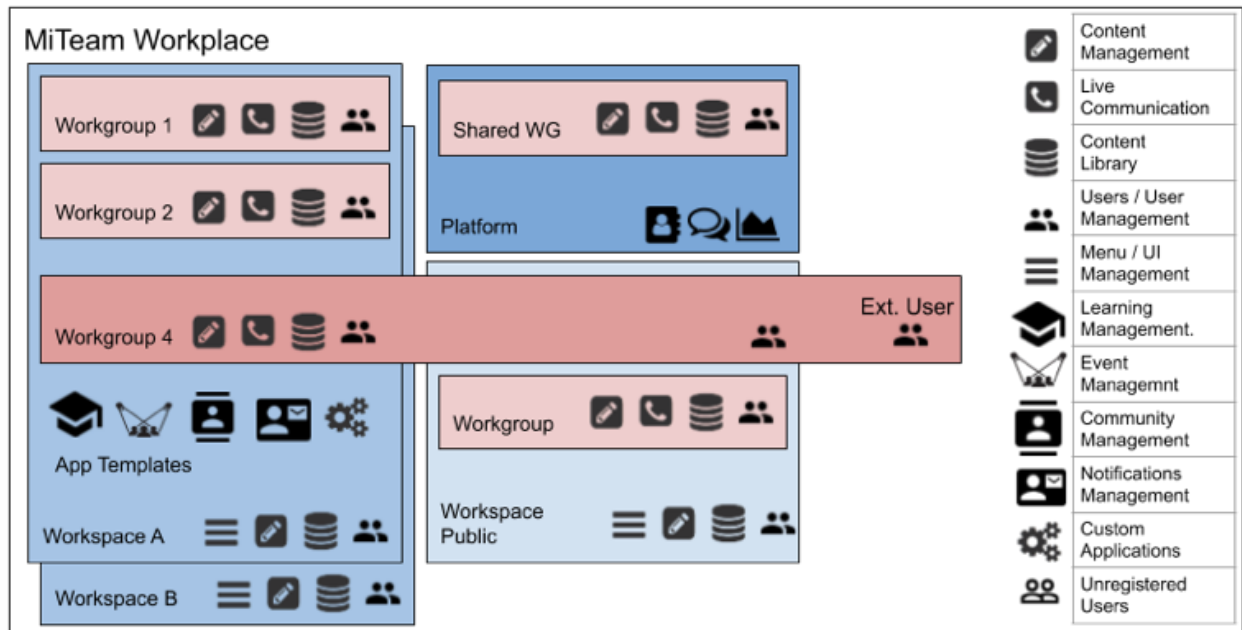 MiTeam Workplace
Workgroup 1
Workgroup 2
Workgroup 4
App Templates
Workspace A
Workspace B
Shared WG
Platform
Ext. User
Workgroup
Workspace
Public
Content
Management
Live
Communication
Content
Library
Users / User
Management
Menu / UI
Management
Learning
Management.
Event
Managemnt
Community
Management
Notifications
Management
Custom
Applications
Unregistered
Users